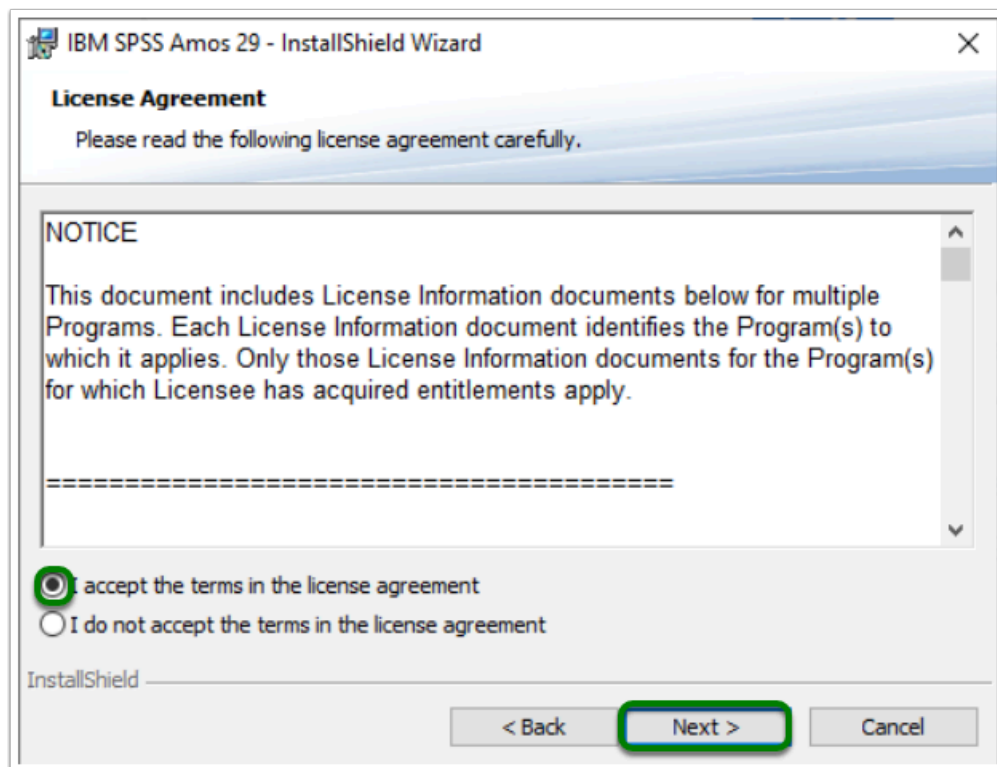 IBM SPSS Amos 29 - InstallShield Wizard
License Agreement
Please read the following license agreement carefully.
NOTICE
This document includes License Information documents below for multiple
Programs. Each License Information document identifies the Program(s) to
which it applies. Only those License Information documents for the Program(s)
for which Licensee has acquired entitlements apply.
========================================
I accept the terms in the license agreement
I do not accept the terms in the license agreement
InstallShield
< Back
Next >
Cancel